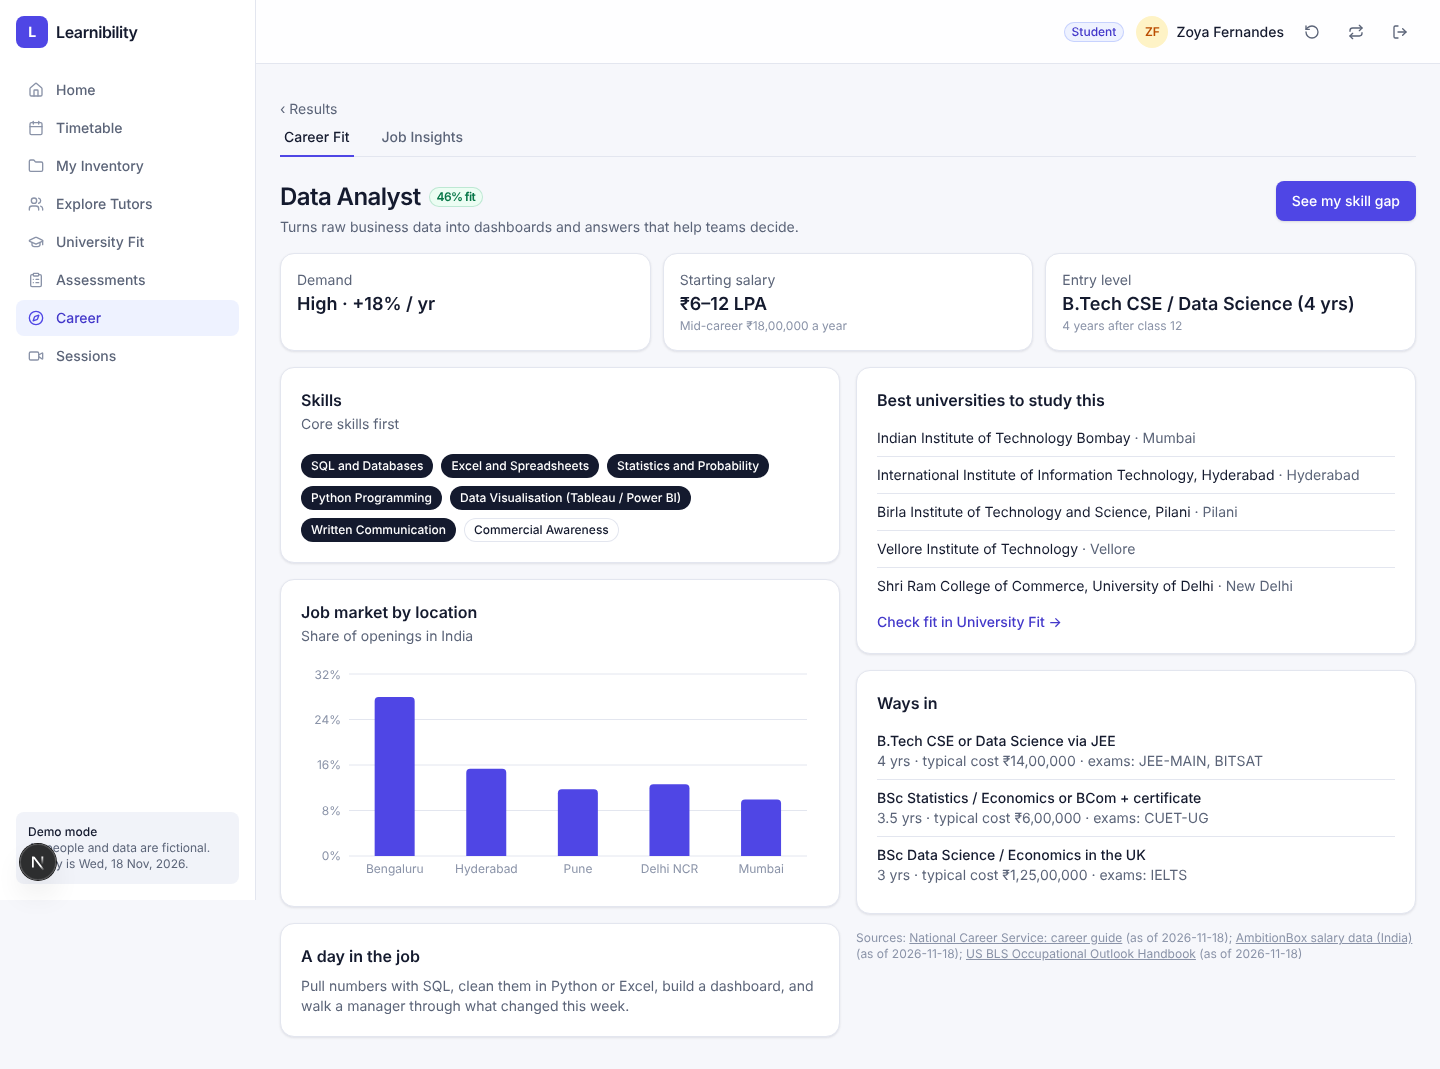 L Learnibility
Student ZF Zoya Fernandes
Home
Timetable
My Inventory
Explore Tutors
University Fit
Assessments
Career
Sessions
Demo mode
people and data are fictional.
is Wed, 18 Nov, 2026.
N
‹ Results
Career Fit Job Insights
Data Analyst 46% fit
See my skill gap
Turns raw business data into dashboards and answers that help teams decide.
Demand
High · +18% / yr
Starting salary
₹6–12 LPA
Mid-career ₹18,00,000 a year
Entry level
B.Tech CSE / Data Science (4 yrs)
4 years after class 12
Skills
Core skills first
SQL and Databases Excel and Spreadsheets Statistics and Probability
Python Programming Data Visualisation (Tableau / Power BI)
Written Communication Commercial Awareness
Job market by location
Share of openings in India
32%
24%
16%
8%
0%
Bengaluru Hyderabad Pune Delhi NCR Mumbai
A day in the job
Pull numbers with SQL, clean them in Python or Excel, build a dashboard, and
walk a manager through what changed this week.
Best universities to study this
Indian Institute of Technology Bombay · Mumbai
International Institute of Information Technology, Hyderabad · Hyderabad
Birla Institute of Technology and Science, Pilani · Pilani
Vellore Institute of Technology · Vellore
Shri Ram College of Commerce, University of Delhi · New Delhi
Check fit in University Fit →
Ways in
B.Tech CSE or Data Science via JEE
4 yrs · typical cost ₹14,00,000 · exams: JEE-MAIN, BITSAT
BSc Statistics / Economics or BCom + certificate
3.5 yrs · typical cost ₹6,00,000 · exams: CUET-UG
BSc Data Science / Economics in the UK
3 yrs · typical cost ₹1,25,00,000 · exams: IELTS
Sources: National Career Service: career guide (as of 2026-11-18); AmbitionBox salary data (India)
(as of 2026-11-18); US BLS Occupational Outlook Handbook (as of 2026-11-18)